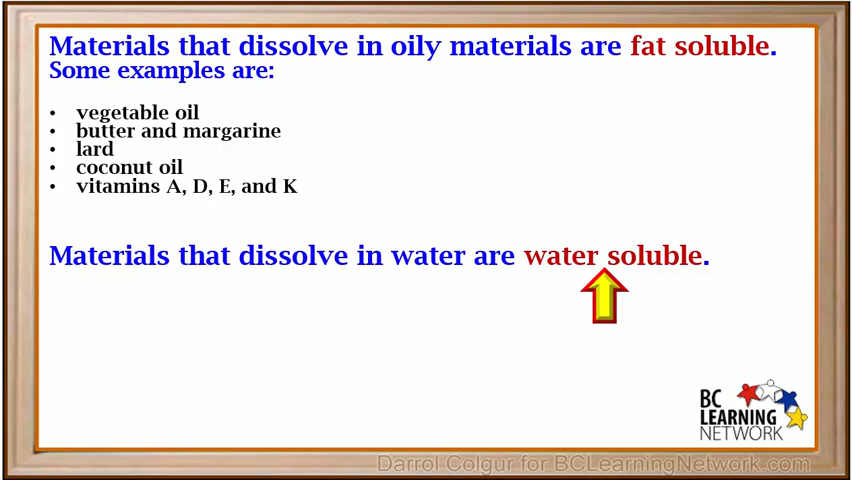 Materials that dissolve in oily materials are fat soluble.
Some examples are:
• vegetable oil
• butter and margarine
• lard
• coconut oil
• vitamins A, D, E, and K
Materials that dissolve in water are water soluble.
BC
LEARNING
NETWORK
Darrol Colgur for BCLearningNetwork.com